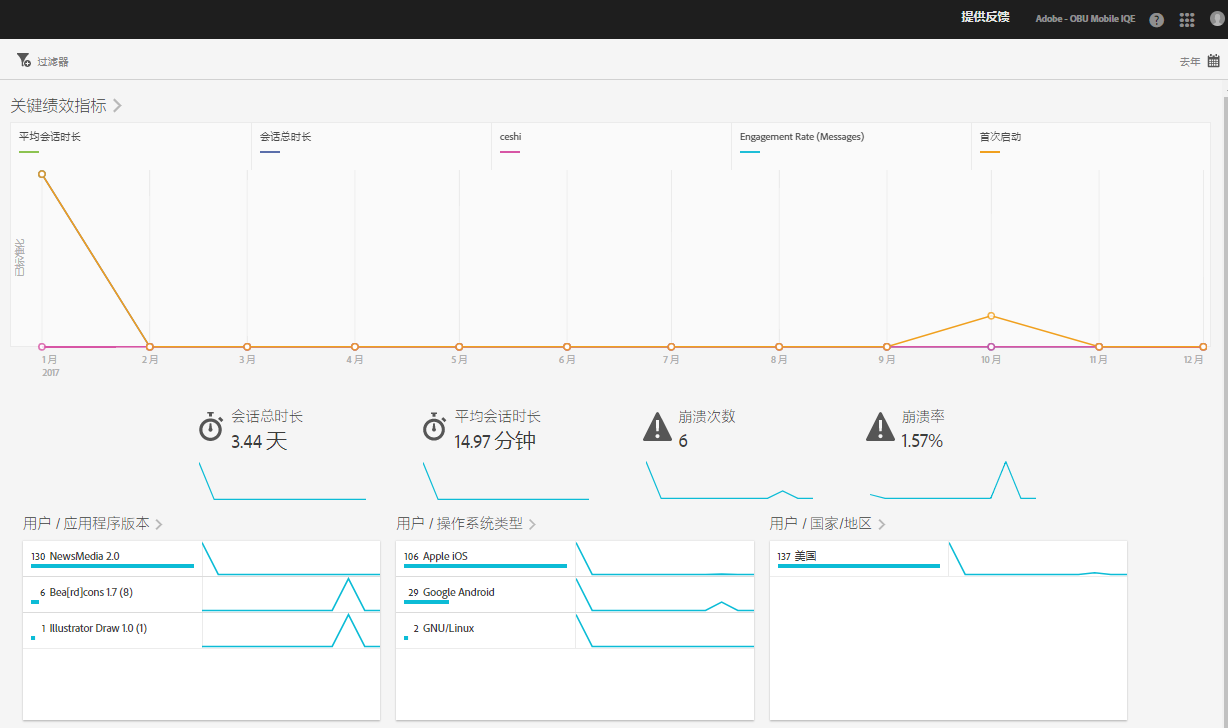 提供反馈 Adobe - OBU Mobile IQE ?
过滤器 去年
关键绩效指标
平均会话时长 会话总时长 ceshi Engagement Rate (Messages) 首次启动
已标准化
1月 2月 3月 4月 5月 6月 7月 8月 9月 10月 11月 12月
2017
会话总时长 平均会话时长 崩溃次数 崩溃率
3.44 天 14.97 分钟 6 1.57%
用户 / 应用程序版本 用户 / 操作系统类型 用户 / 国家/地区
130 NewsMedia 2.0 106 Apple iOS 137 美国
6 Bea[rd]cons 1.7 (8) 29 Google Android
1 Illustrator Draw 1.0 (1) 2 GNU/Linux